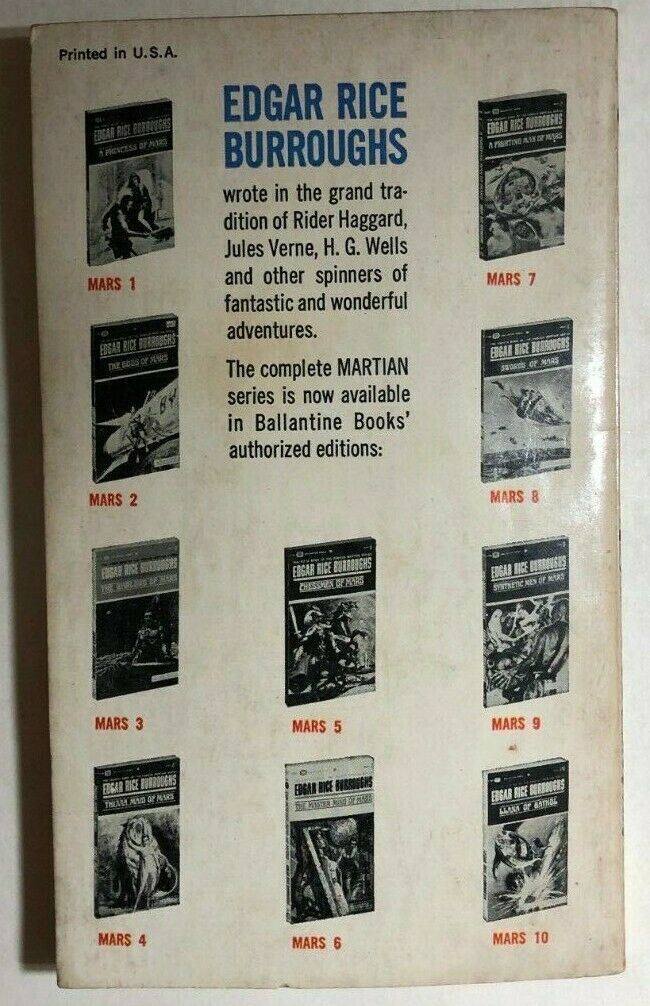 Printed in U.S.A.
EDGAR RICE
BURROUGHS
wrote in the grand tra-
dition of Rider Haggard,
Jules Verne, H. G. Wells
and other spinners of
fantastic and wonderful
adventures.
The complete MARTIAN
series is now available
in Ballantine Books'
authorized editions:
EDGAR RICE BURROUGHS
A PRINCESS OF MARS
MARS 1
EDGAR RICE BURROUGHS
THE GODS OF MARS
MARS 2
EDGAR RICE BURROUGHS
THE WARLORD OF MARS
MARS 3
EDGAR RICE BURROUGHS
THUVIA MAID OF MARS
MARS 4
EDGAR RICE BURROUGHS
CHESSMEN OF MARS
MARS 5
EDGAR RICE BURROUGHS
THE MASTER MIND OF MARS
MARS 6
EDGAR RICE BURROUGHS
A FIGHTING MAN OF MARS
MARS 7
EDGAR RICE BURROUGHS
SWORDS OF MARS
MARS 8
EDGAR RICE BURROUGHS
SYNTHETIC MEN OF MARS
MARS 9
EDGAR RICE BURROUGHS
LLANA OF GATHOL
MARS 10